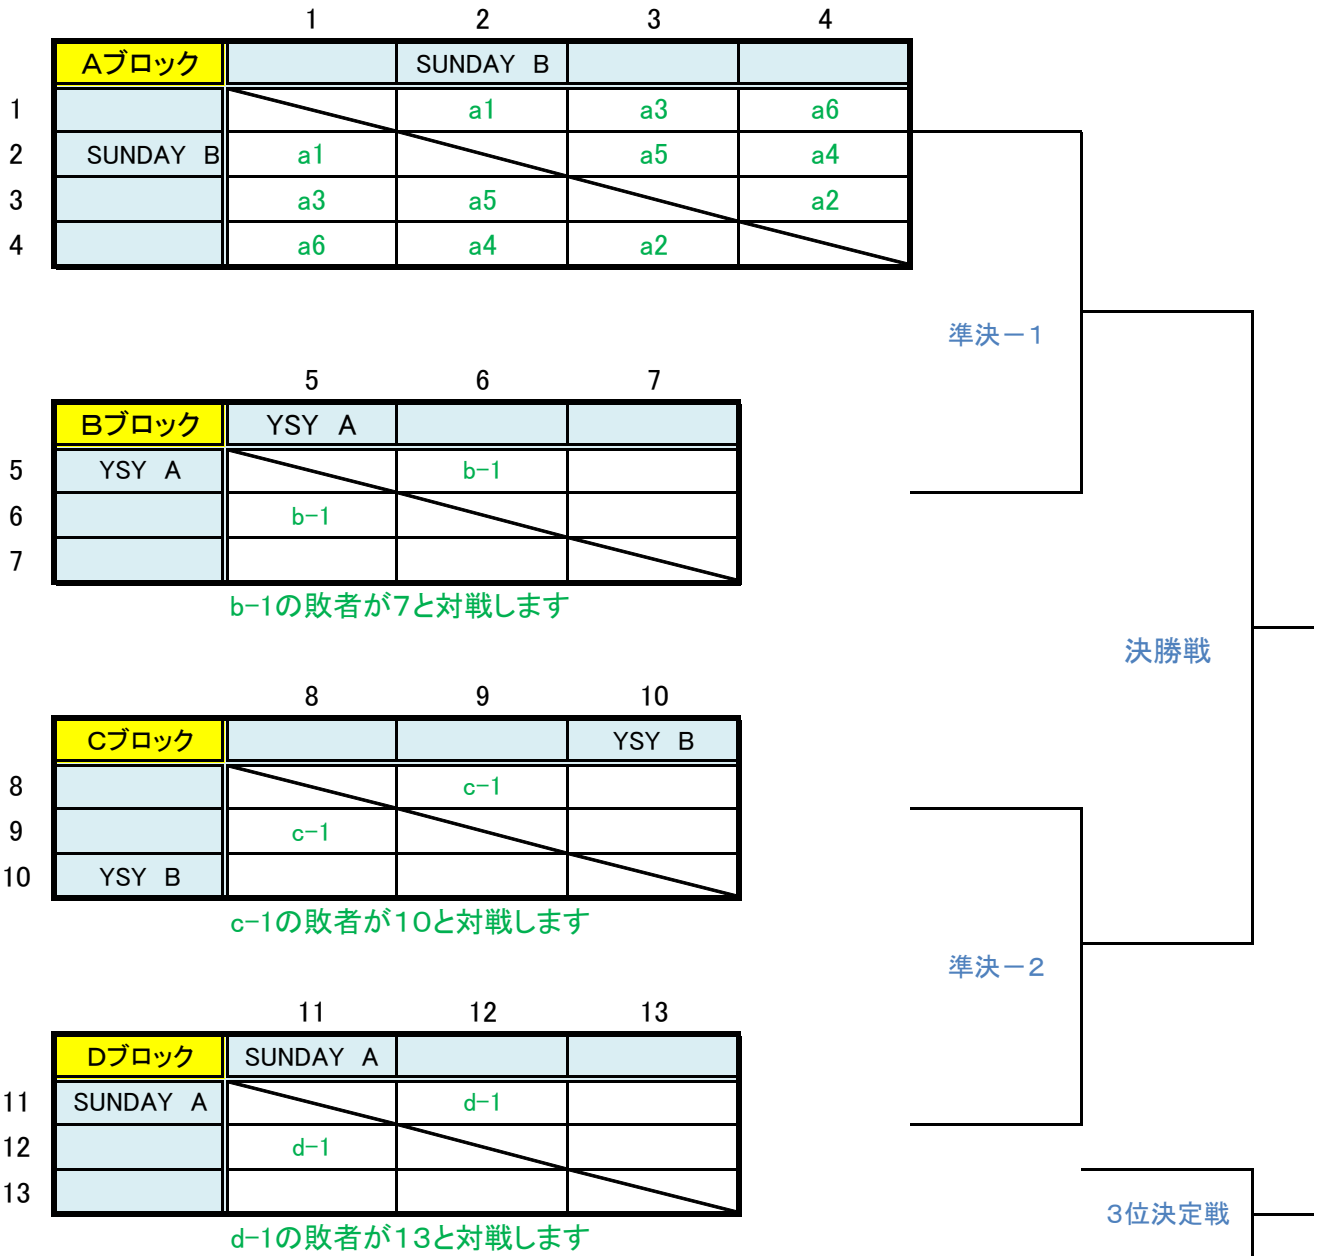 1 2 3 4
Aブロック SUNDAY B
1 a1 a3 a6
2 SUNDAY B a1 a5 a4
3 a3 a5 a2
4 a6 a4 a2
準決－1
5 6 7
Bブロック YSY A
5 YSY A b-1
6 b-1
7
b-1の敗者が7と対戦します
決勝戦
8 9 10
Cブロック YSY B
8 c-1
9 c-1
10 YSY B
c-1の敗者が10と対戦します
準決－2
11 12 13
Dブロック SUNDAY A
11 SUNDAY A d-1
12 d-1
13
3位決定戦
d-1の敗者が13と対戦します